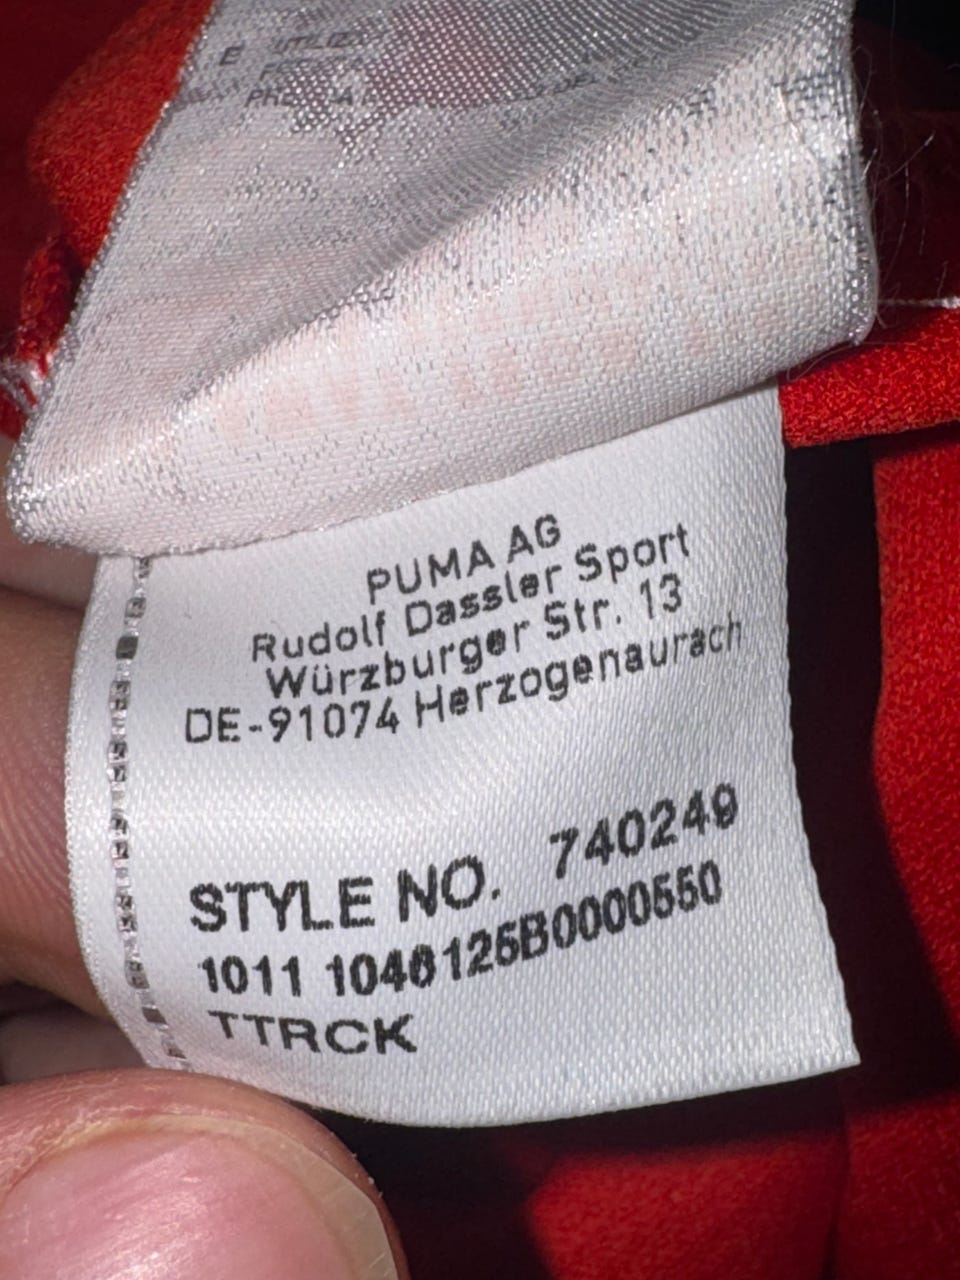 PUMA AG
Rudolf Dassler Sport
Würzburger Str. 13
DE-91074 Herzogenaurach
STYLE NO. 740249
1011 1046125B0000550
TTRCK